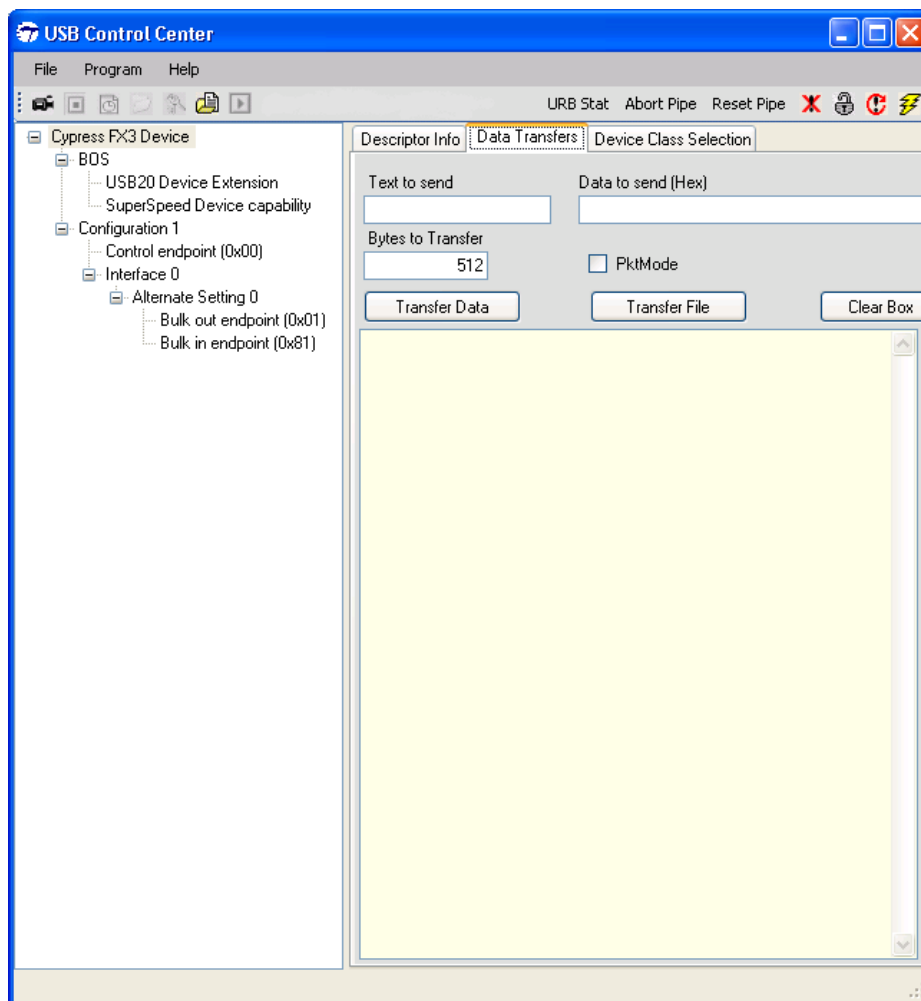 USB Control Center
File Program Help
URB Stat Abort Pipe Reset Pipe
Cypress FX3 Device
BOS
USB20 Device Extension
SuperSpeed Device capability
Configuration 1
Control endpoint (0x00)
Interface 0
Alternate Setting 0
Bulk out endpoint (0x01)
Bulk in endpoint (0x81)
Descriptor Info Data Transfers Device Class Selection
Text to send Data to send (Hex)
Bytes to Transfer
512 PktMode
Transfer Data Transfer File Clear Box